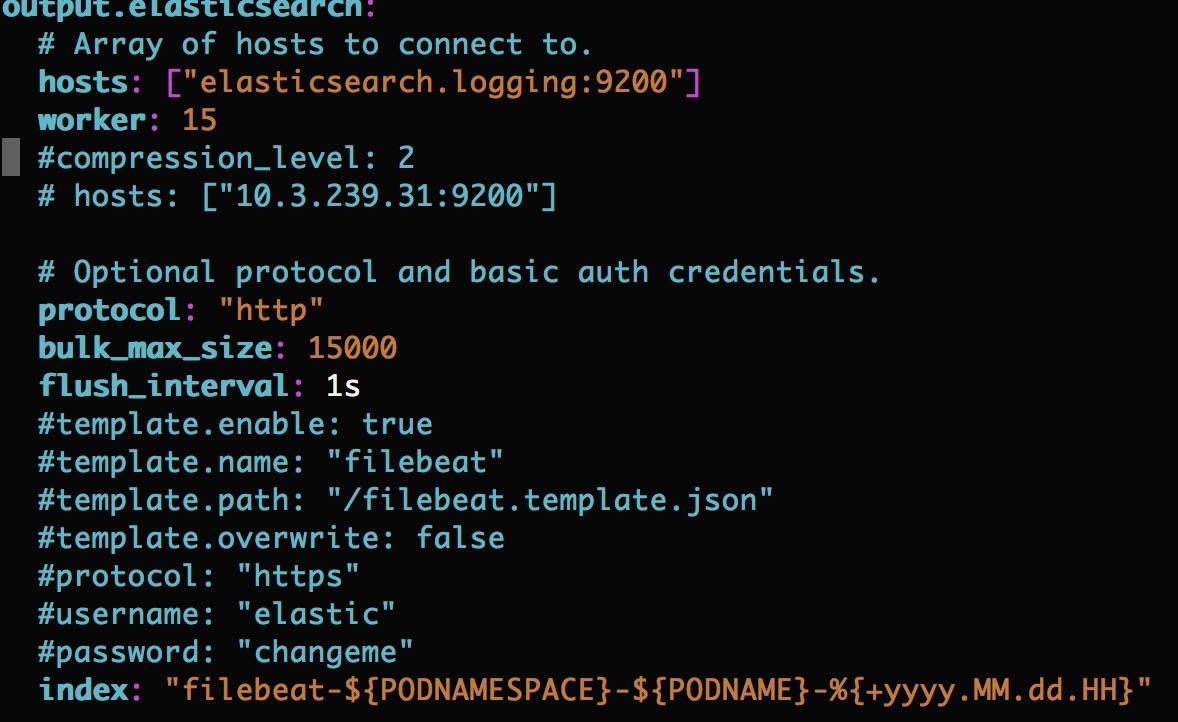 output.elasticsearch:
# Array of hosts to connect to.
hosts: ["elasticsearch.logging:9200"]
worker: 15
#compression_level: 2
# hosts: ["10.3.239.31:9200"]
# Optional protocol and basic auth credentials.
protocol: "http"
bulk_max_size: 15000
flush_interval: 1s
#template.enable: true
#template.name: "filebeat"
#template.path: "/filebeat.template.json"
#template.overwrite: false
#protocol: "https"
#username: "elastic"
#password: "changeme"
index: "filebeat-${PODNAMESPACE}-${PODNAME}-%{+yyyy.MM.dd.HH}"